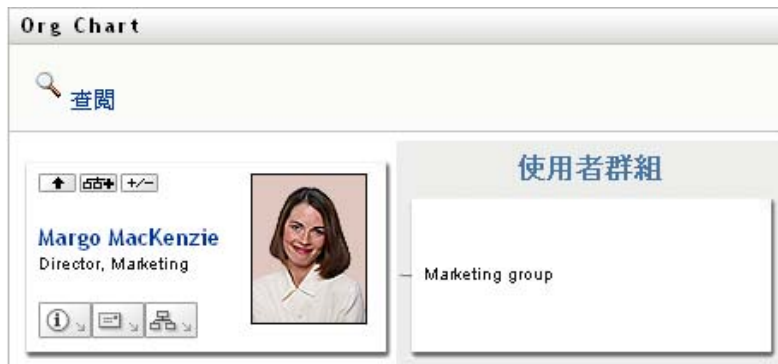 Org Chart
查閱
使用者群組
Margo MacKenzie
Director, Marketing
Marketing group